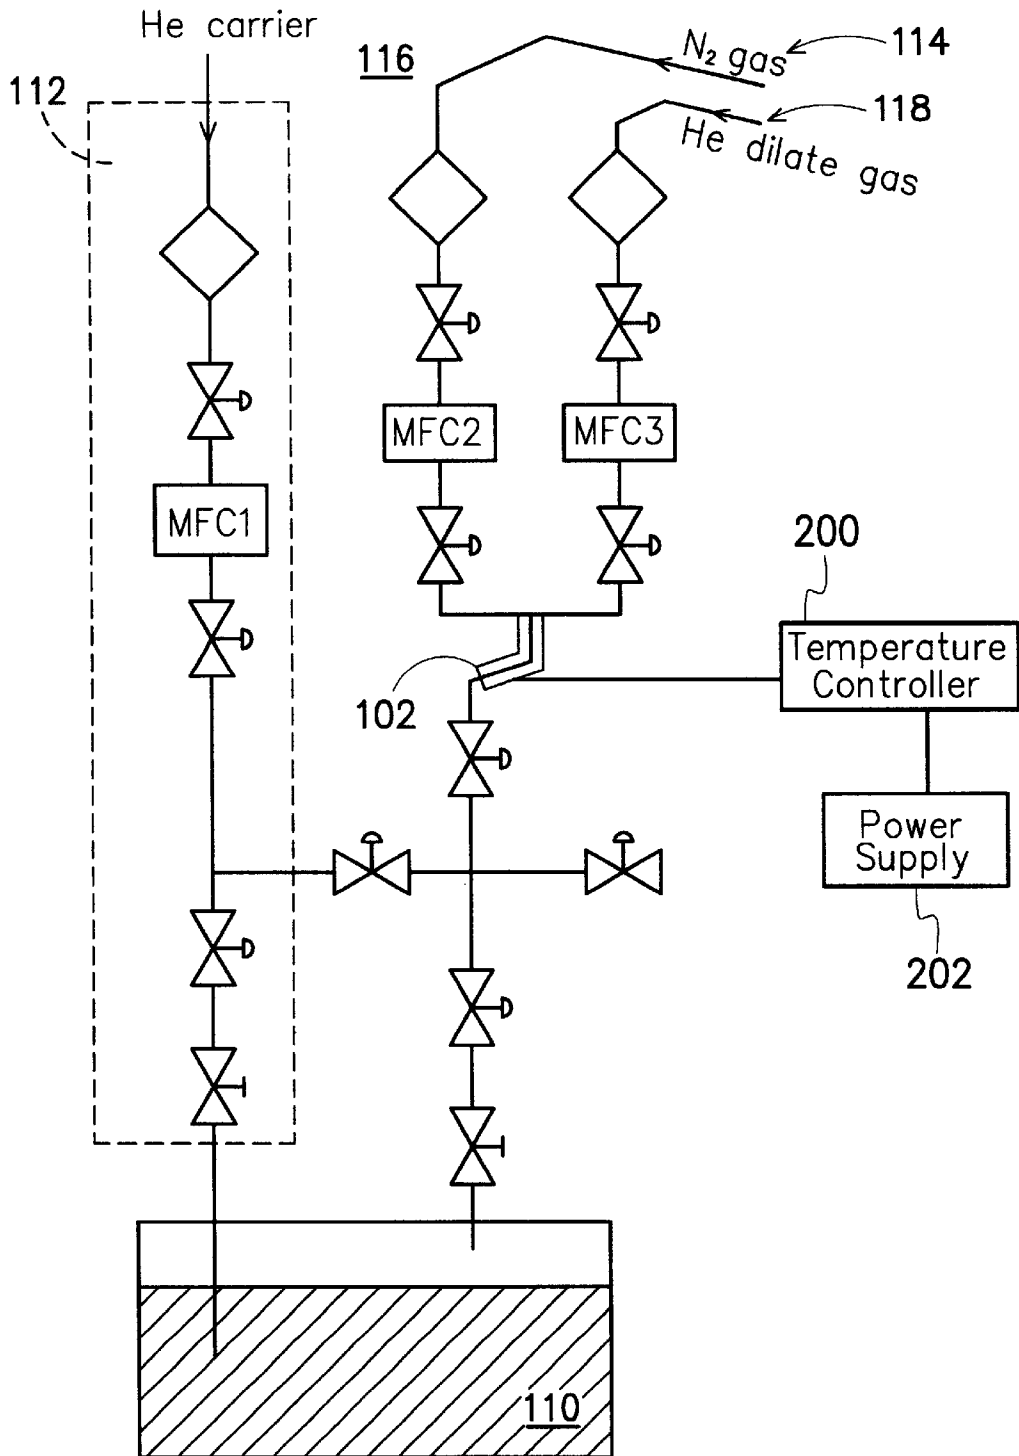 He carrier
112
116
N₂ gas
114
118
He dilate gas
MFC2
MFC3
MFC1
200
Temperature
Controller
102
Power
Supply
202
110